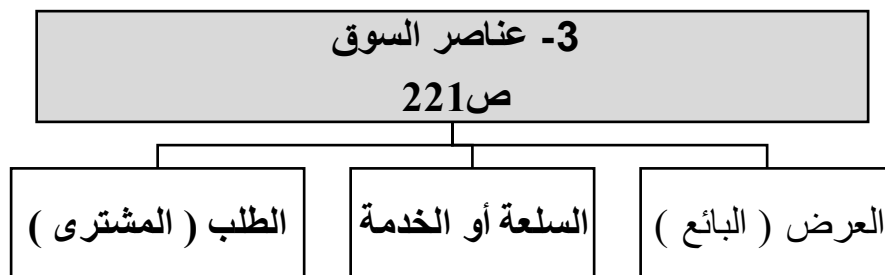 3- عناصر السوق
ص221
العرض ( البائع )
السلعة أو الخدمة
الطلب ( المشترى )